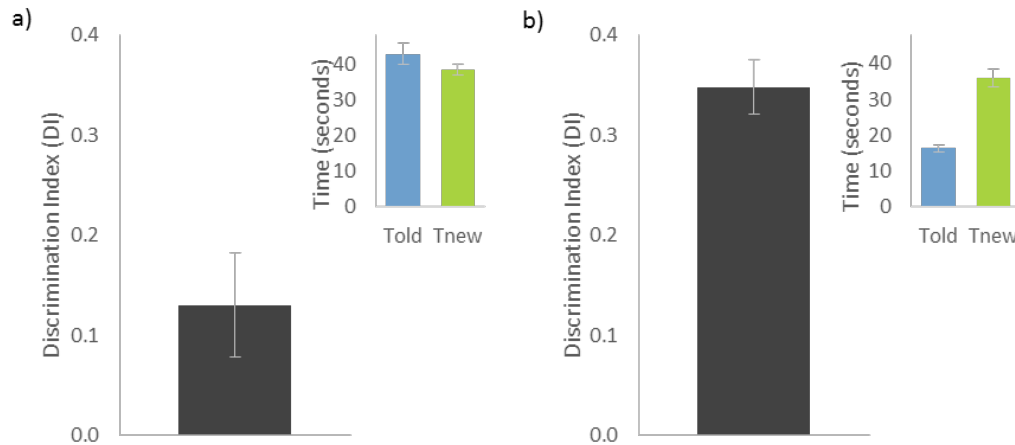 a)
Discrimination Index (DI)
0.4
0.3
0.2
0.1
0.0
Time (seconds)
40
30
20
10
0
Told Tnew
b)
Discrimination Index (DI)
0.4
0.3
0.2
0.1
0.0
Time (seconds)
40
30
20
10
0
Told Tnew